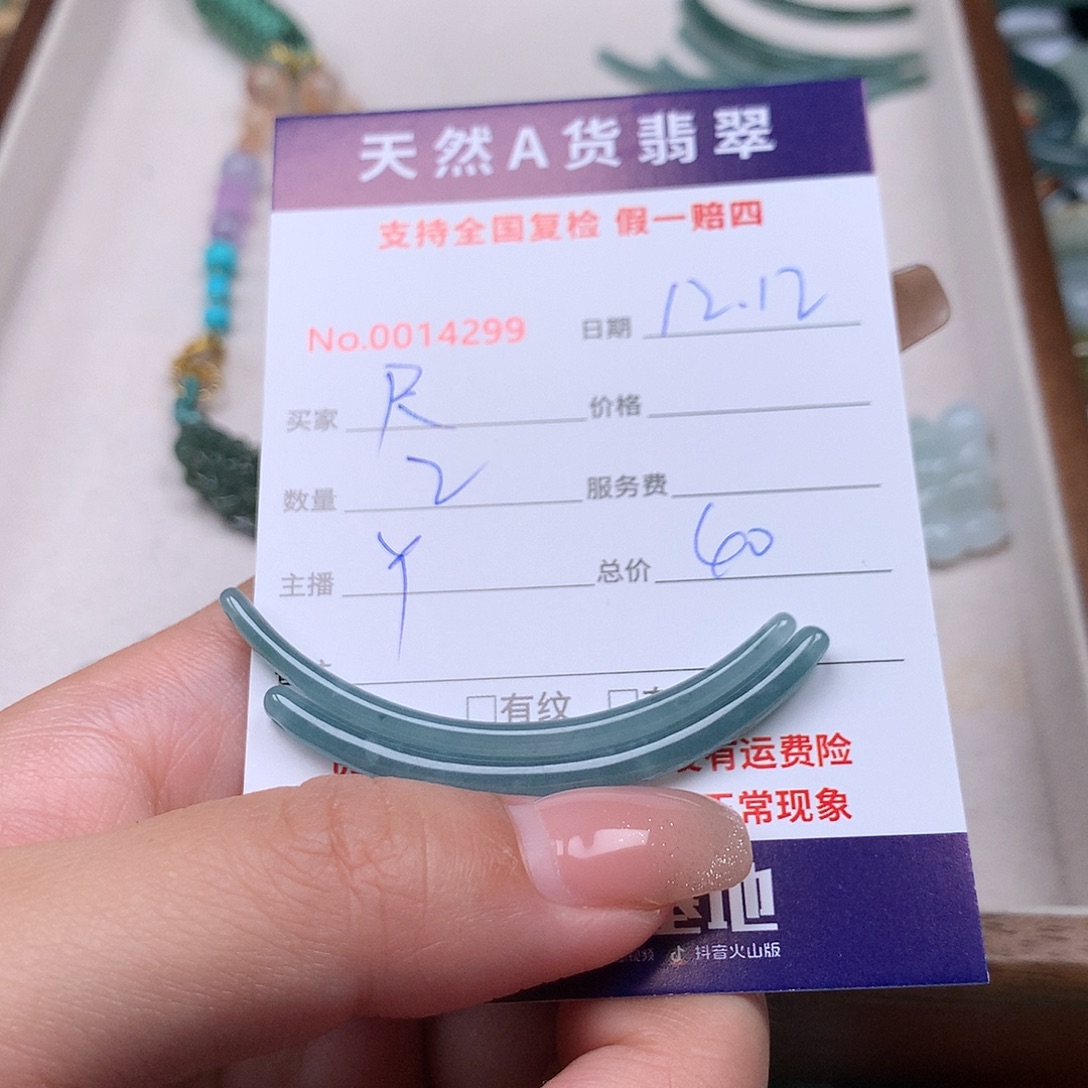 天然A货翡翠
支持全国复检 假一赔四
No.0014299 日期 12.12
买家 R 价格
数量 2 服务费
主播 Y 总价 60
□有纹
有运费险
常现象
地
抖音火山版